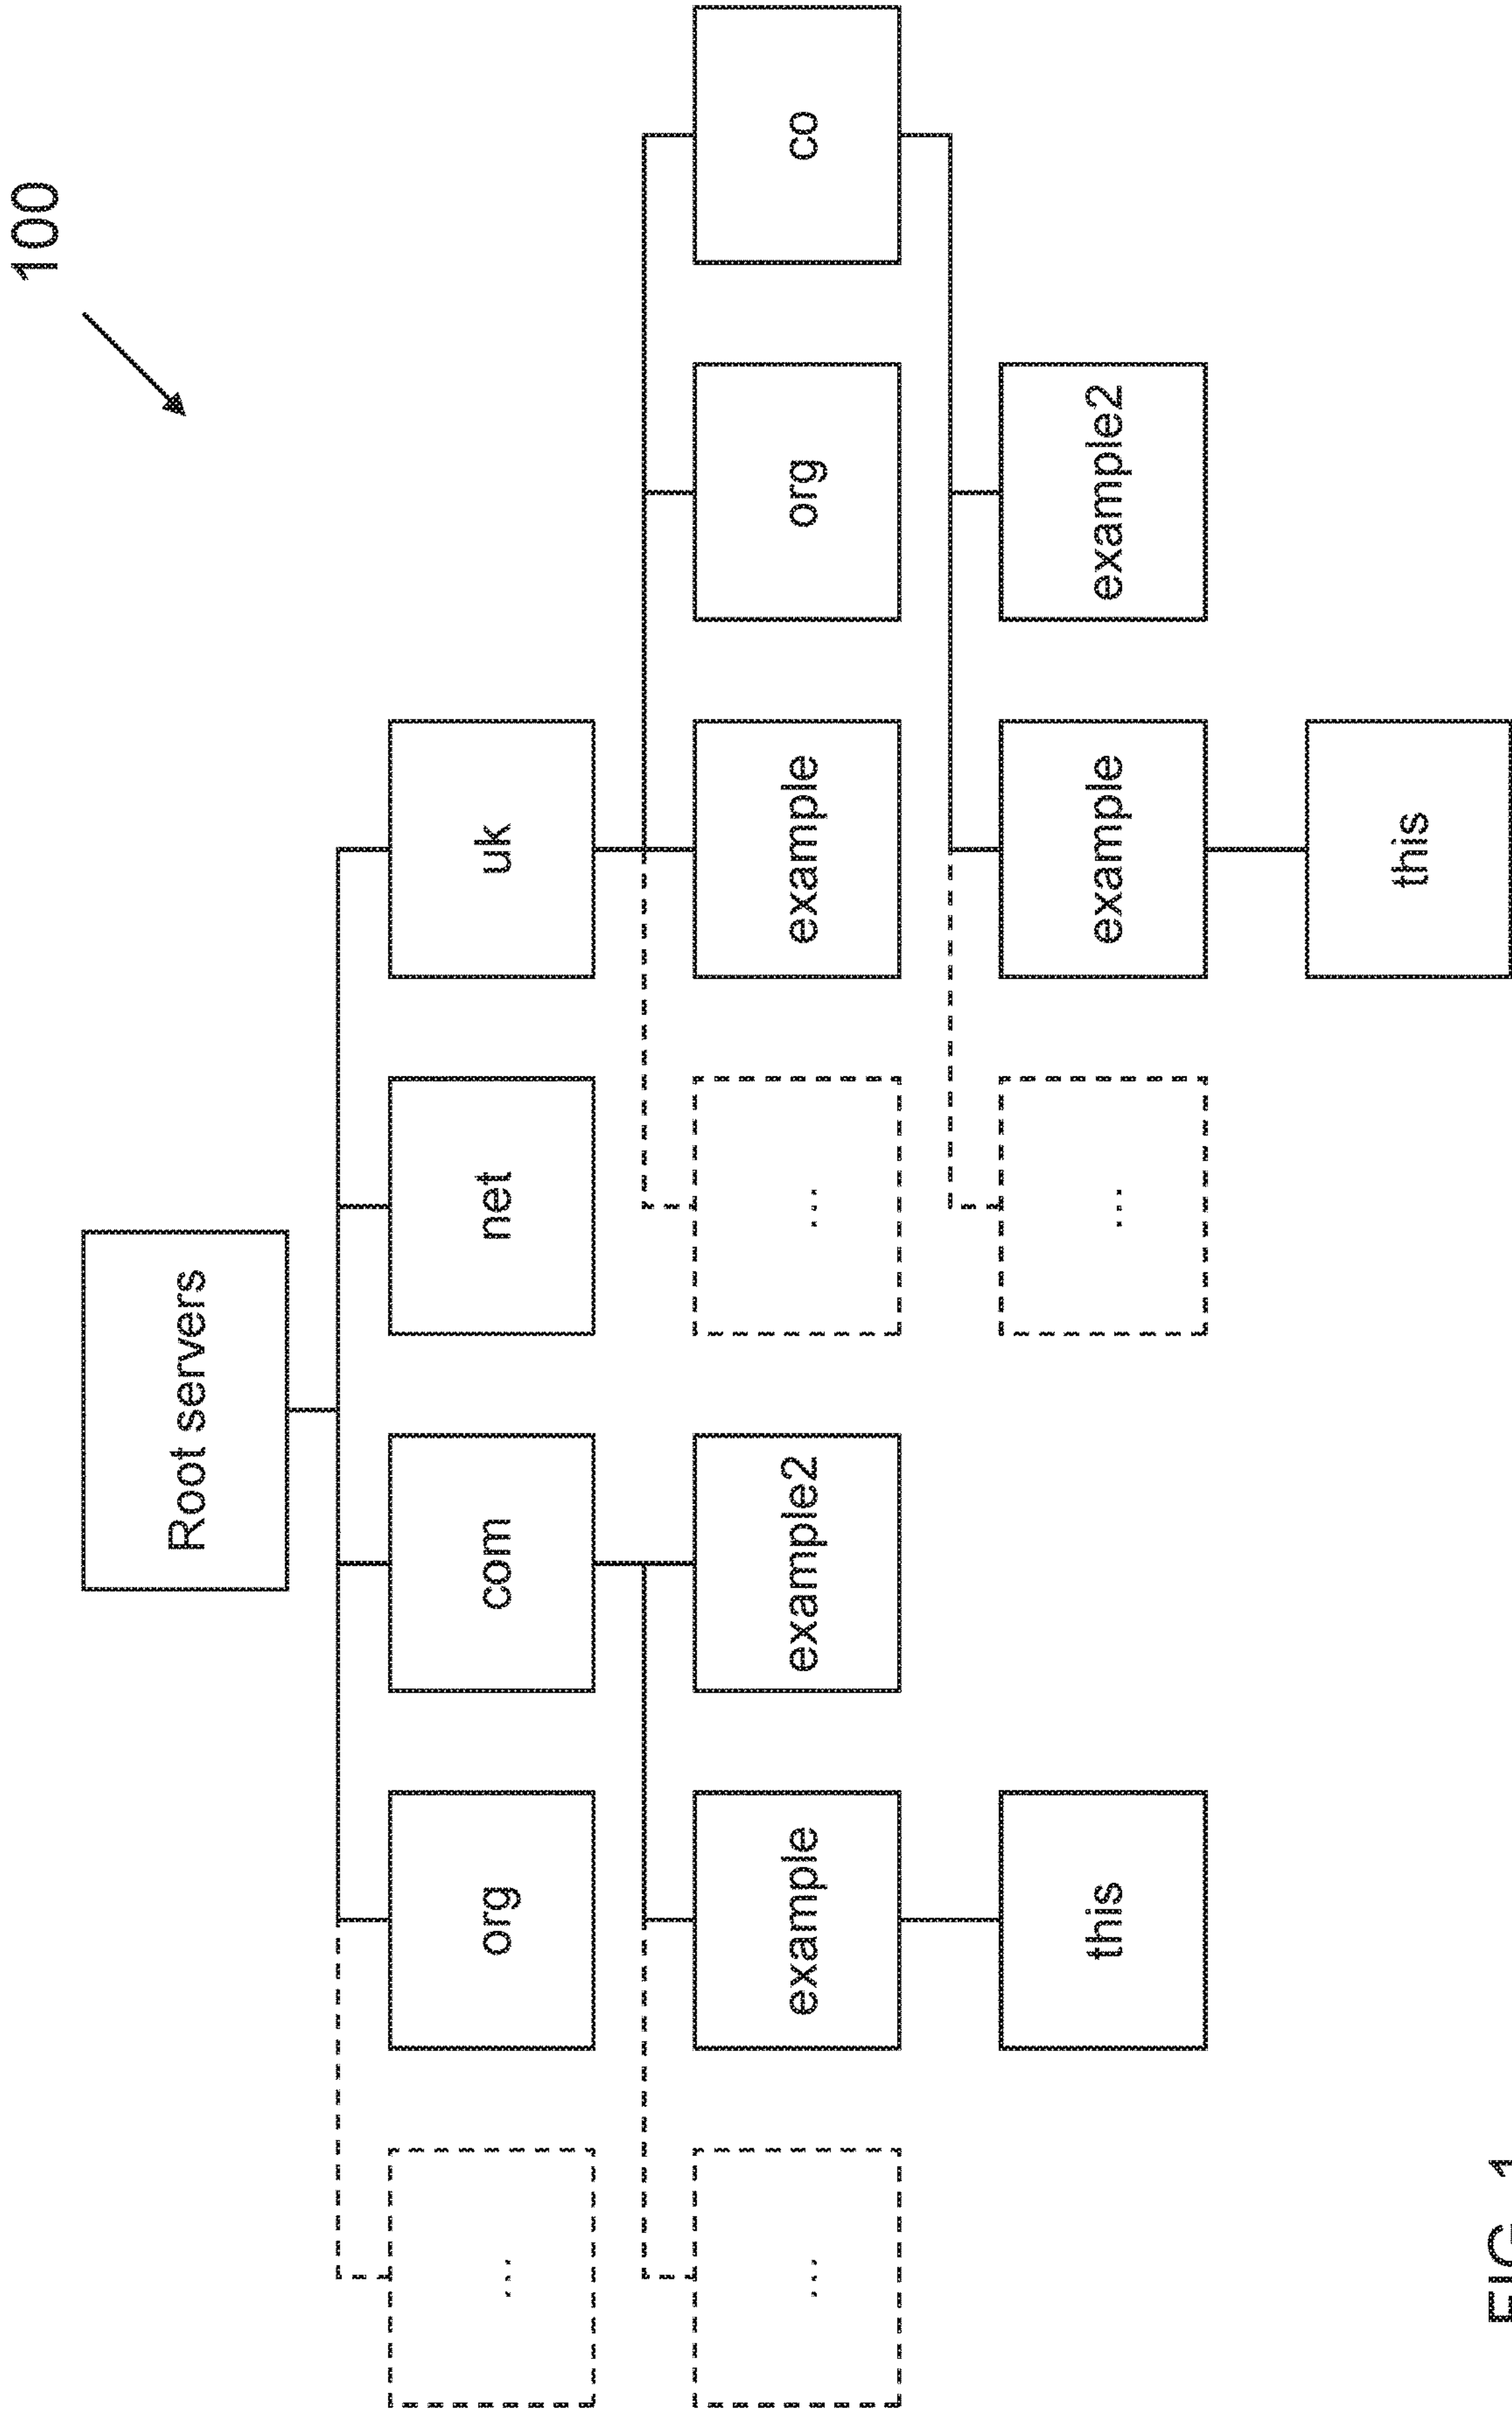 100
Root servers
...
org
com
net
uk
...
example
example2
...
example
org
co
this
...
example
example2
this
FIG. 1